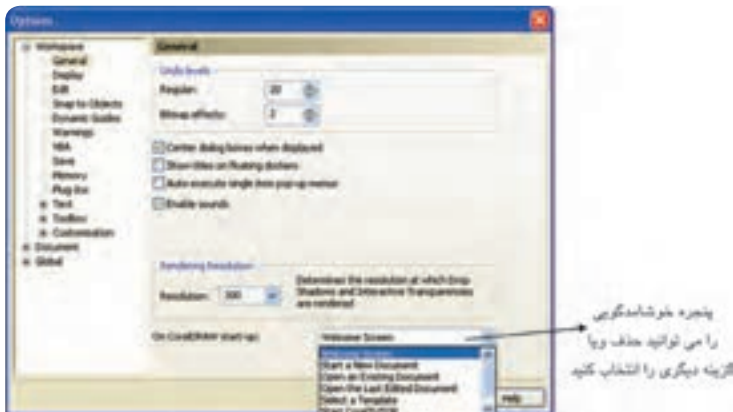 Options
Workspace
General
Display
Edit
Snap to Objects
Dynamic Guides
Warnings
VBA
Save
Memory
Plug-Ins
Text
Toolbox
Customization
Document
Global
General
Undo levels
Regular: 20
Bitmap effects: 2
Center dialog boxes when displayed
Show titles on floating dockers
Auto-execute single item pop-up menus
Enable sounds
Rendering Resolution
Resolution: 300
Determines the resolution at which Drop
Shadows and Interactive Transparencies
are rendered
On CorelDRAW start-up: Welcome Screen
Welcome Screen
Start a New Document
Open an Existing Document
Open the Last Edited Document
Select a Template
Start CorelTUTOR
Help
پنجره خوشامدگویی
را می توانید حذف ویا
گزینه دیگری را انتخاب کنید